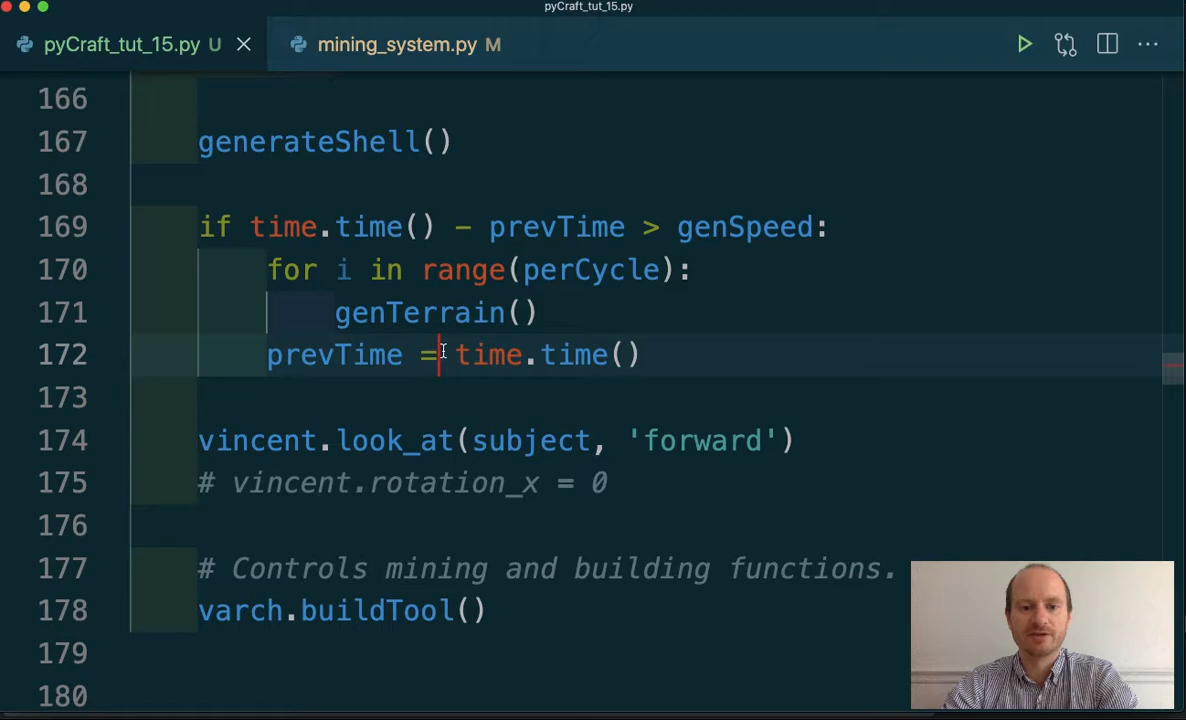 pyCraft_tut_15.py
pyCraft_tut_15.py U
mining_system.py M
166
167 generateShell()
168
169 if time.time() - prevTime > genSpeed:
170 for i in range(perCycle):
171 genTerrain()
172 prevTime = time.time()
173
174 vincent.look_at(subject, 'forward')
175 # vincent.rotation_x = 0
176
177 # Controls mining and building functions.
178 varch.buildTool()
179
180